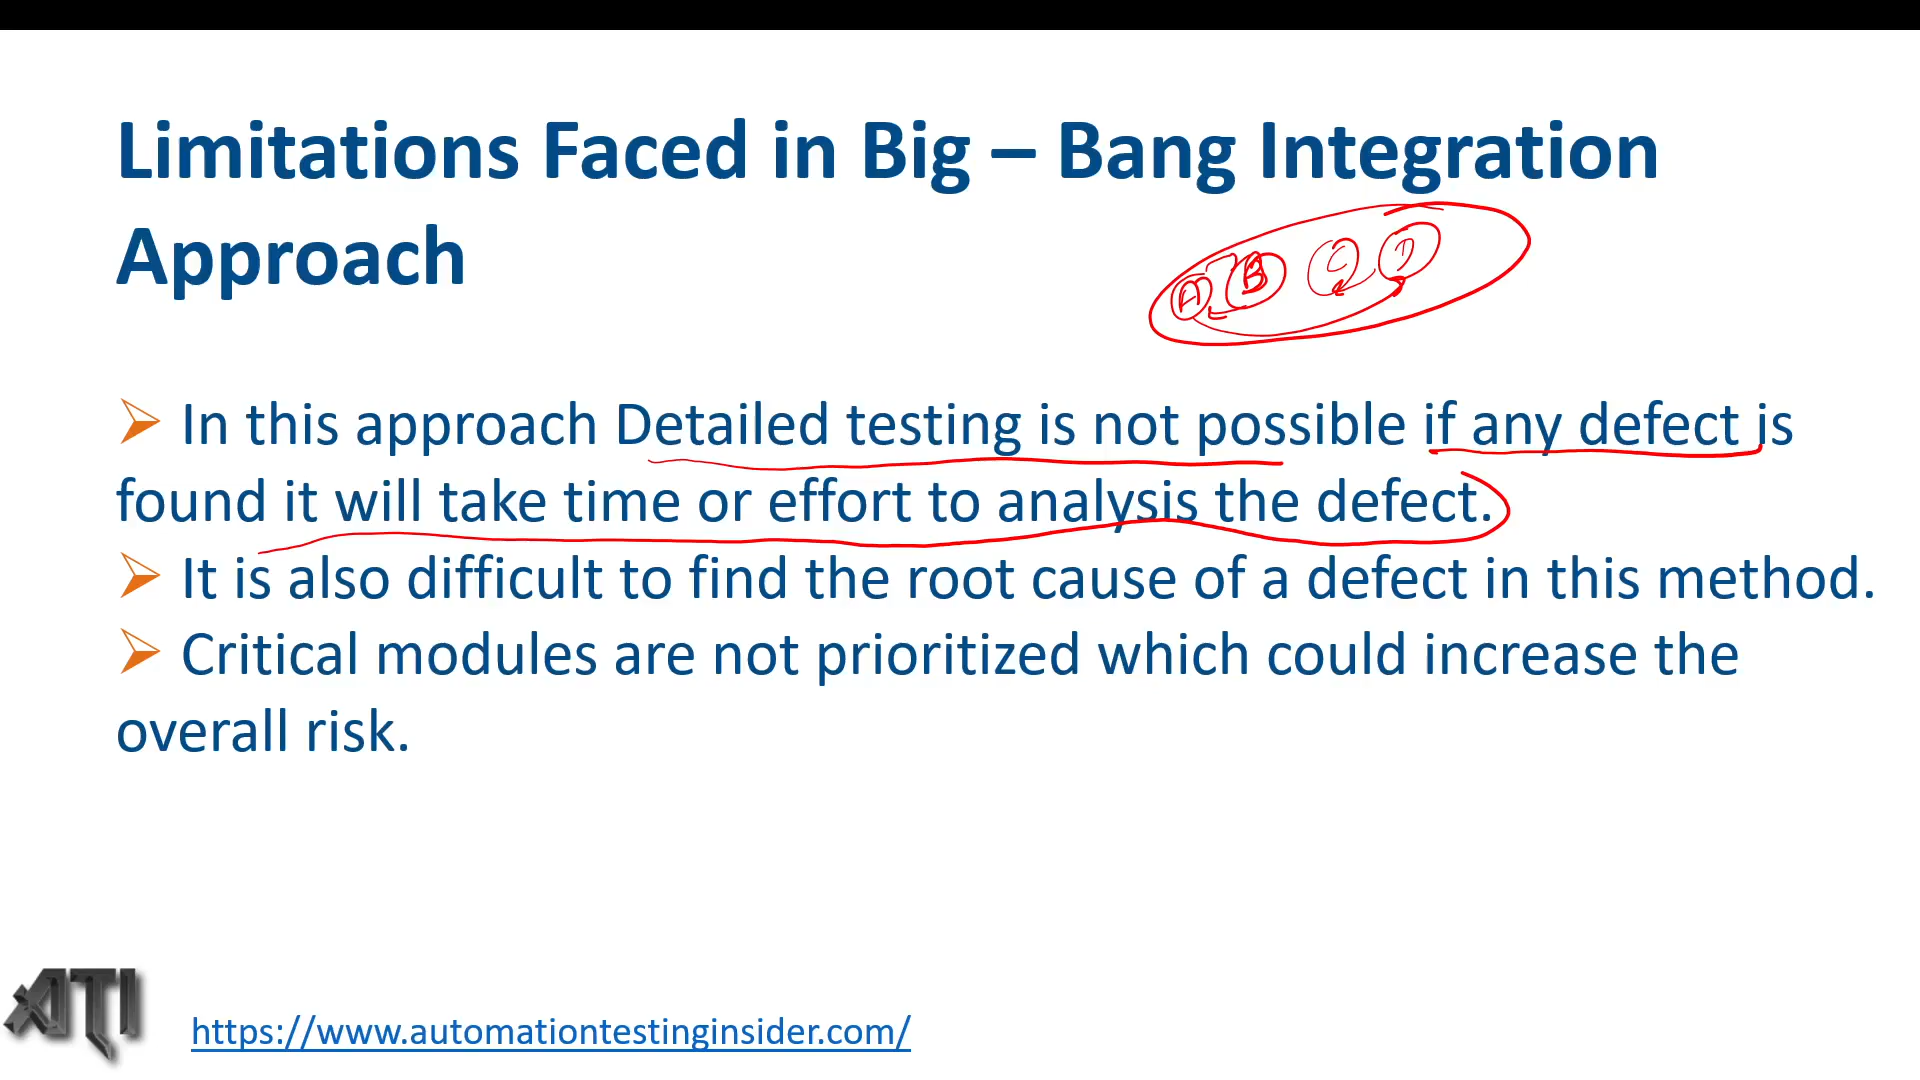 Limitations Faced in Big – Bang Integration
Approach
A B C D
➢ In this approach Detailed testing is not possible if any defect is
found it will take time or effort to analysis the defect.
➢ It is also difficult to find the root cause of a defect in this method.
➢ Critical modules are not prioritized which could increase the
overall risk.
ATI
https://www.automationtestinginsider.com/